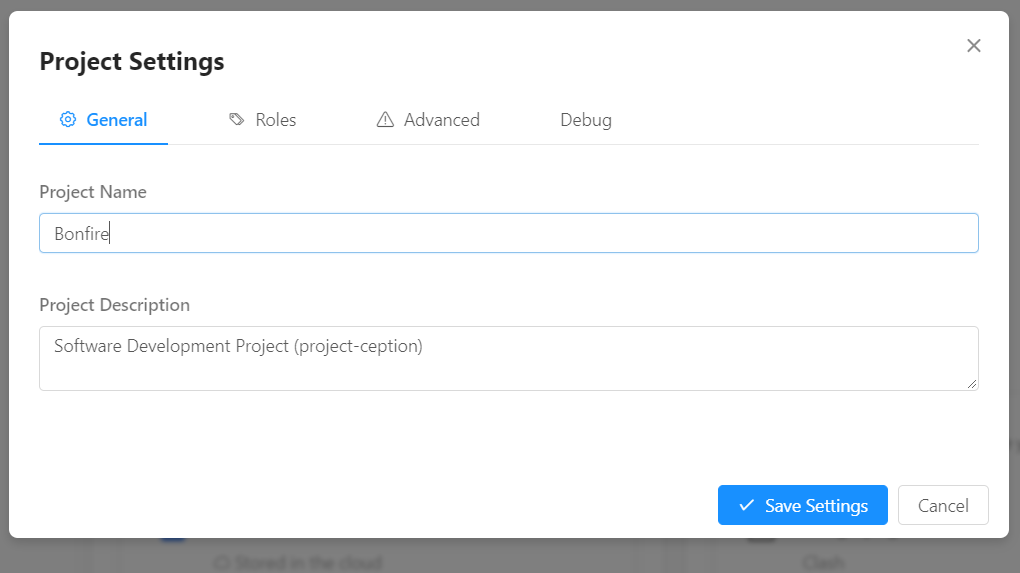 Project Settings
General Roles Advanced Debug
Project Name
Bonfire
Project Description
Software Development Project (project-ception)
Save Settings Cancel
Stored in the cloud Clash